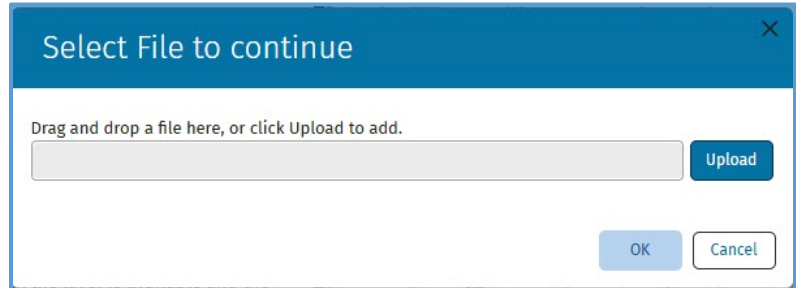 Select File to continue
Drag and drop a file here, or click Upload to add.
Upload
OK
Cancel